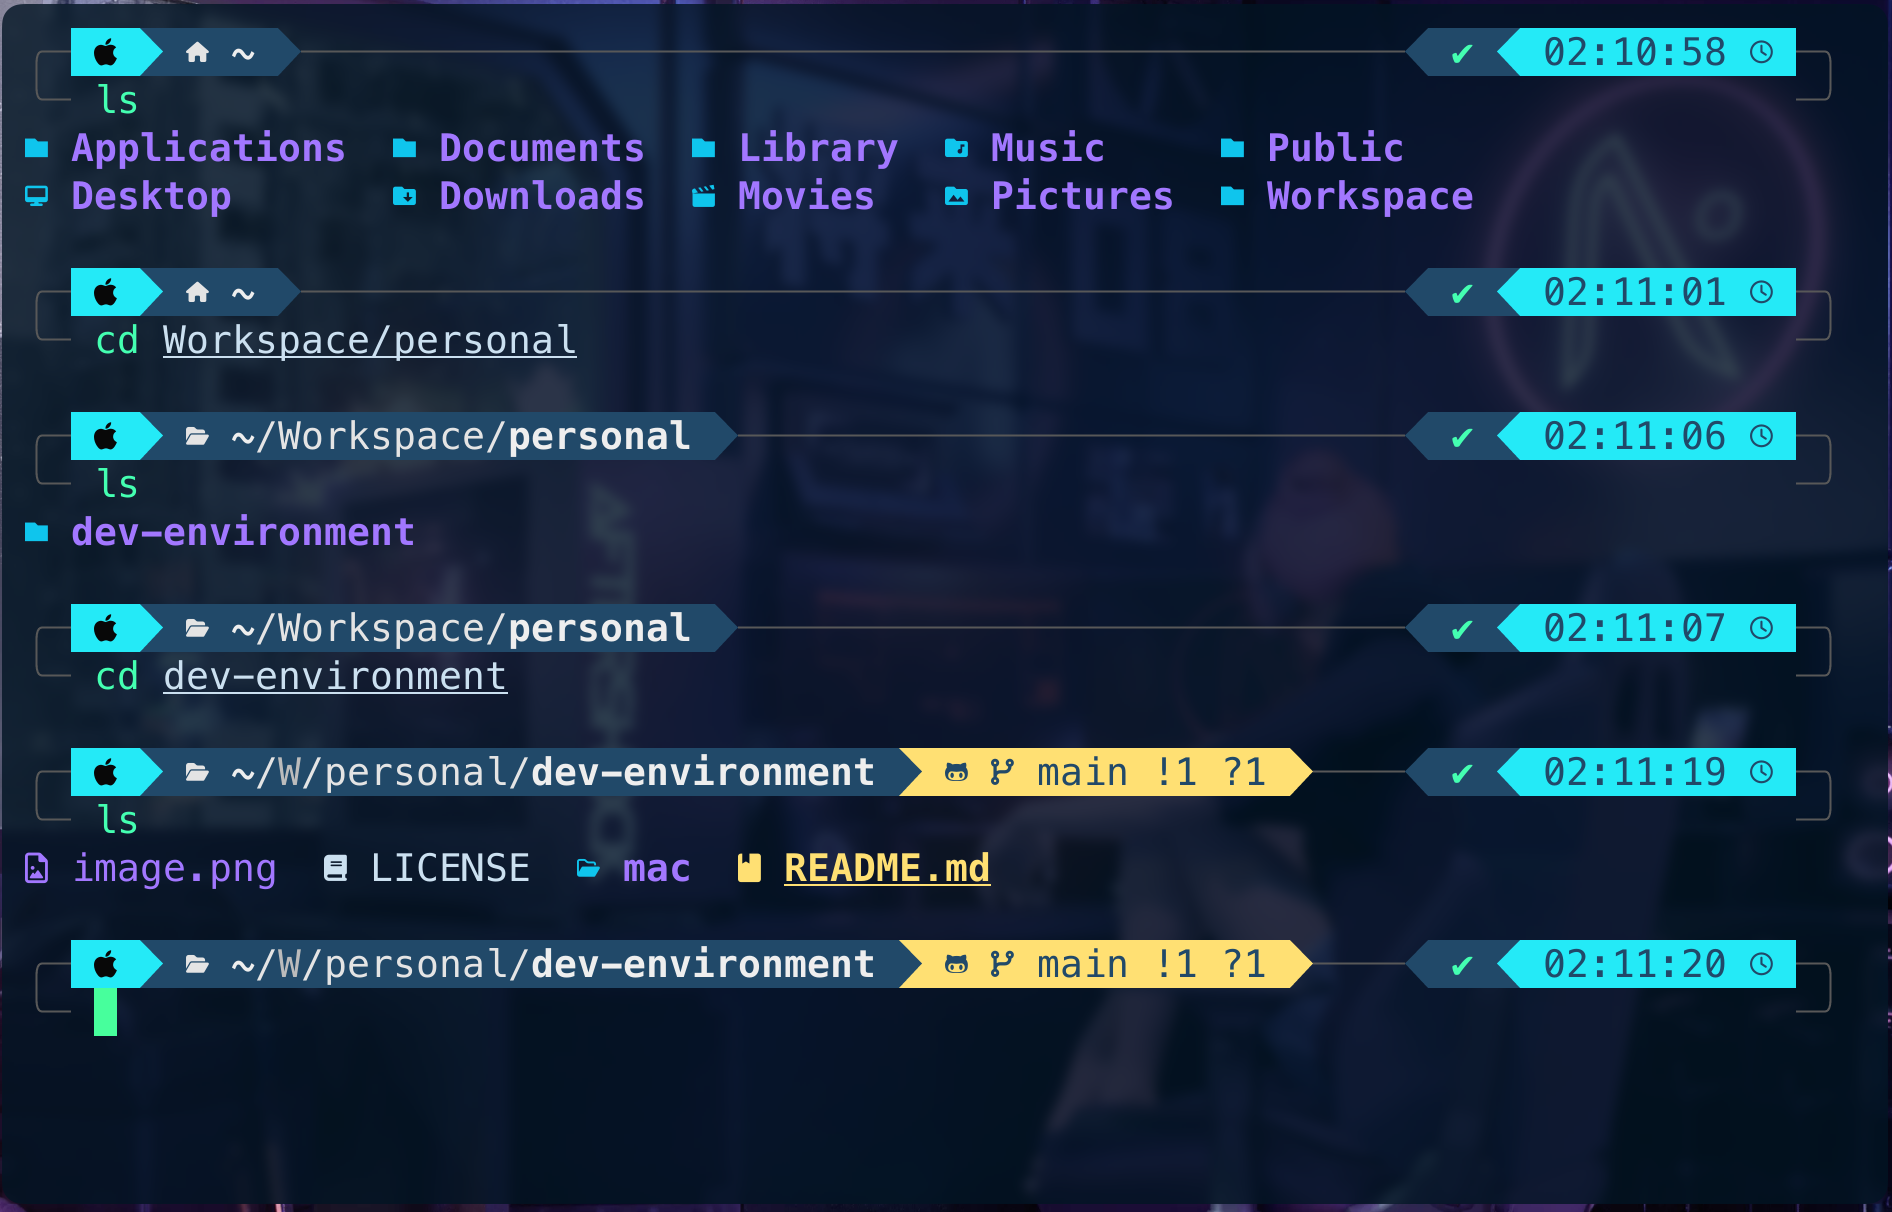 ~ ✔ 02:10:58
ls
Applications Documents Library Music Public
Desktop Downloads Movies Pictures Workspace
~ ✔ 02:11:01
cd Workspace/personal
~/Workspace/personal ✔ 02:11:06
ls
dev-environment
~/Workspace/personal ✔ 02:11:07
cd dev-environment
~/W/personal/dev-environment main !1 ?1 ✔ 02:11:19
ls
image.png LICENSE mac README.md
~/W/personal/dev-environment main !1 ?1 ✔ 02:11:20